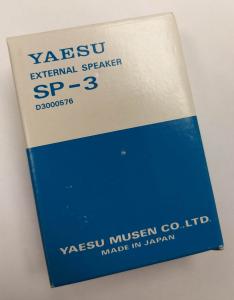 YAESU
EXTERNAL SPEAKER
SP-3
D3000576
YAESU MUSEN CO.,LTD.
MADE IN JAPAN